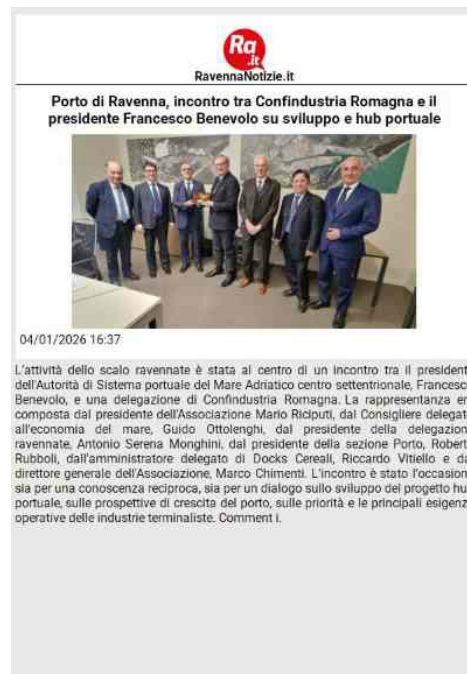 Ra
.it
RavennaNotizie.it
Porto di Ravenna, incontro tra Confindustria Romagna e il
presidente Francesco Benevolo su sviluppo e hub portuale
04/01/2026 16:37
L'attività dello scalo ravennate è stata al centro di un incontro tra il president
dell'Autorità di Sistema portuale del Mare Adriatico centro settentrionale, Francesc
Benevolo, e una delegazione di Confindustria Romagna. La rappresentanza er
composta dal presidente dell'Associazione Mario Riciputi, dal Consigliere delegat
all'economia del mare, Guido Ottolenghi, dal presidente della delegazion
ravennate, Antonio Serena Monghini, dal presidente della sezione Porto, Robert
Rubboli, dall'amministratore delegato di Docks Cereali, Riccardo Vitiello e da
direttore generale dell'Associazione, Marco Chimenti. L'incontro è stato l'occasion
sia per una conoscenza reciproca, sia per un dialogo sullo sviluppo del progetto hu
portuale, sulle prospettive di crescita del porto, sulle priorità e le principali esigenz
operative delle industrie terminaliste. Comment i.